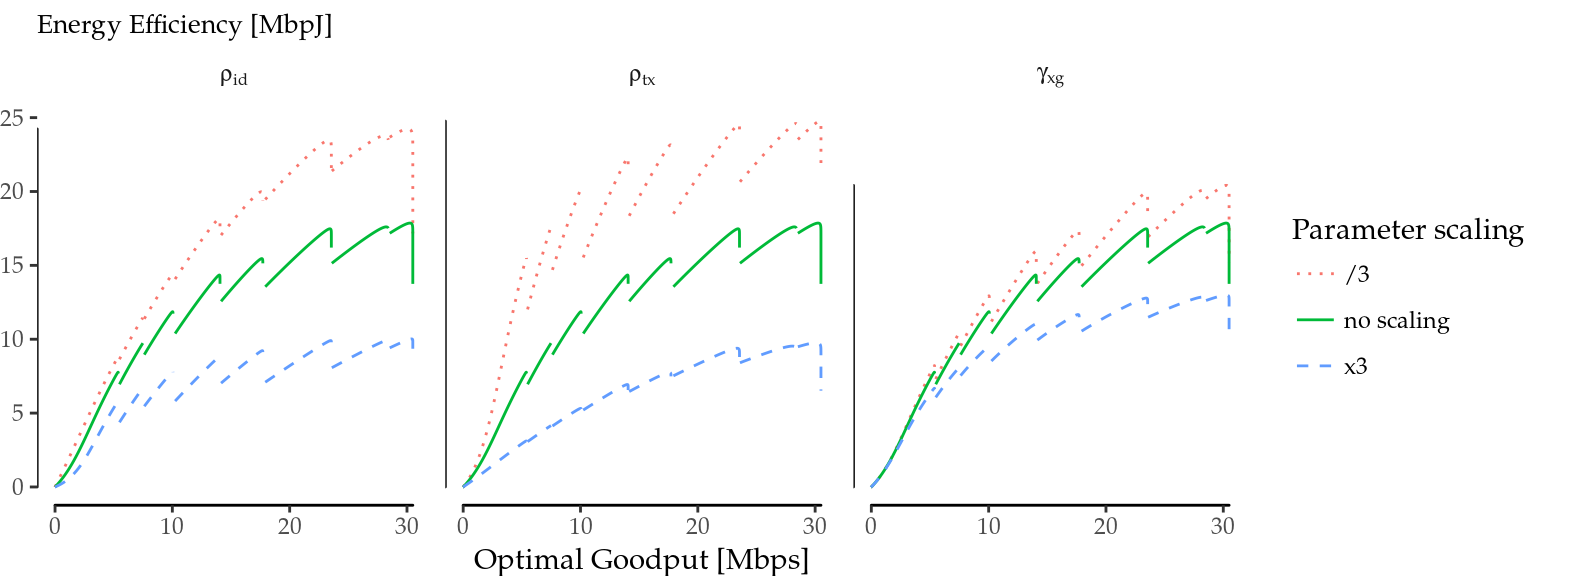 Energy Efficiency [MbpJ]
ρid ρtx γxg
25
20
15
10
5
0
0 10 20 30 0 10 20 30 0 10 20 30
Optimal Goodput [Mbps]
Parameter scaling
/3
no scaling
x3